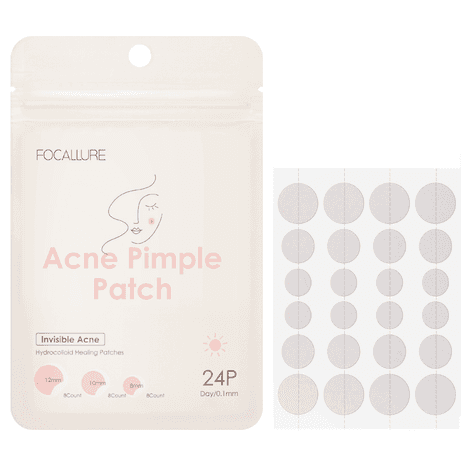 FOCALLURE
Acne Pimple
Patch
Invisible Acne
Hydrocolloid Healing Patches
12mm 10mm 8mm
8Count 8Count 8Count
24P
Day/0.1mm